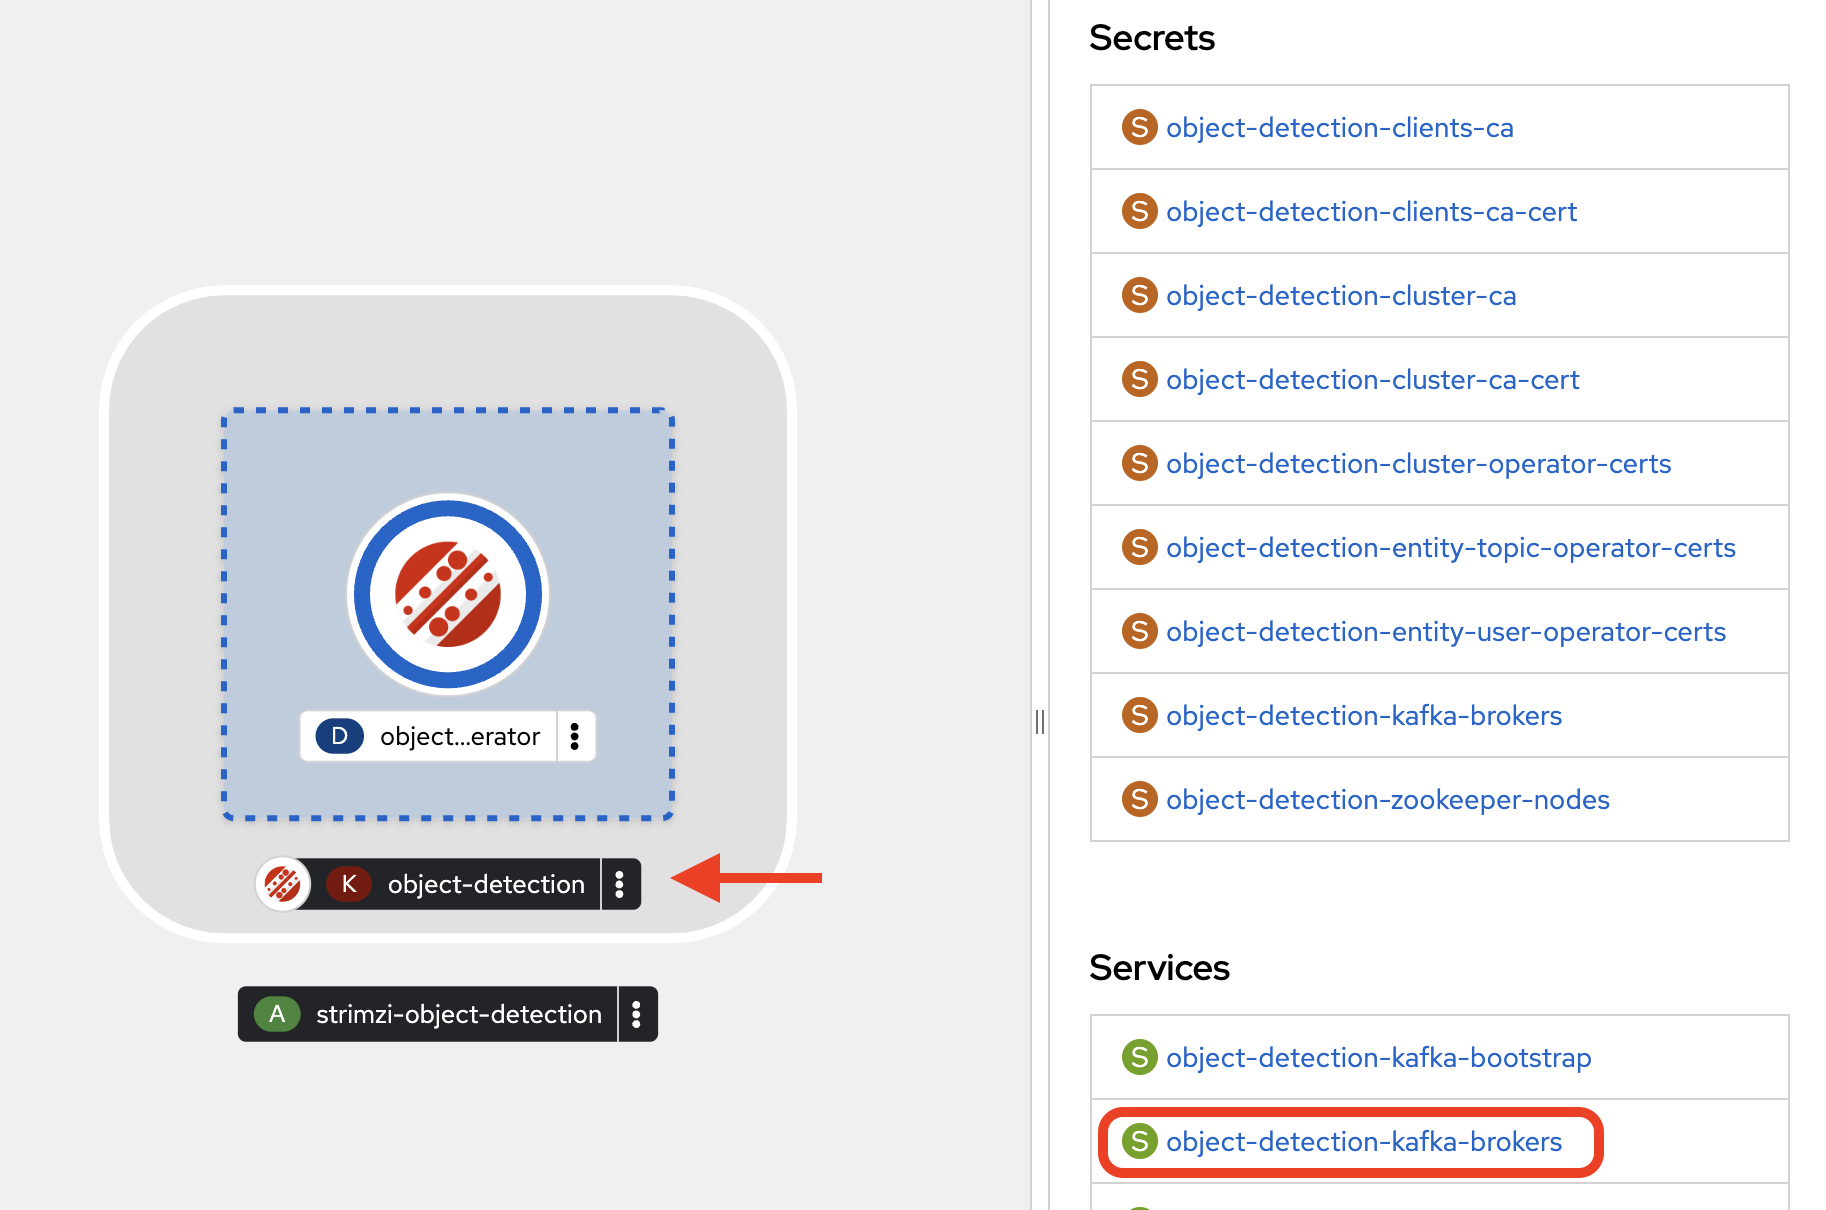 D object...erator
K object-detection
A strimzi-object-detection
Secrets
S object-detection-clients-ca
S object-detection-clients-ca-cert
S object-detection-cluster-ca
S object-detection-cluster-ca-cert
S object-detection-cluster-operator-certs
S object-detection-entity-topic-operator-certs
S object-detection-entity-user-operator-certs
S object-detection-kafka-brokers
S object-detection-zookeeper-nodes
Services
S object-detection-kafka-bootstrap
S object-detection-kafka-brokers